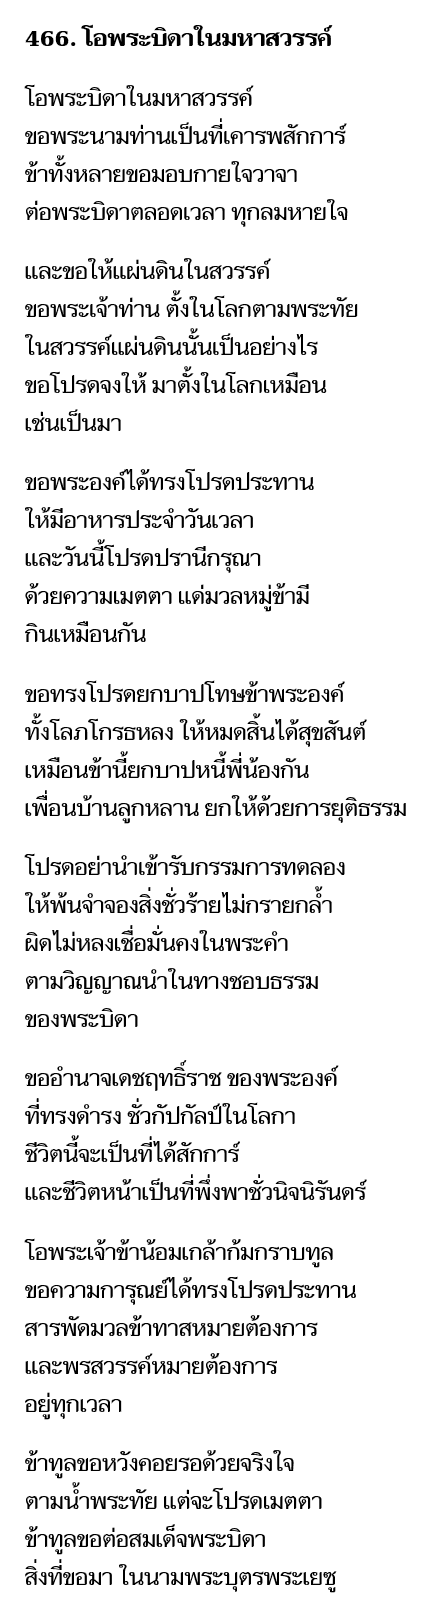 466. โอพระบิดาในมหาสวรรค์
โอพระบิดาในมหาสวรรค์
ขอพระนามท่านเป็นที่เคารพสักการ์
ข้าทั้งหลายขอมอบกายใจวาจา
ต่อพระบิดาตลอดเวลา ทุกลมหายใจ
และขอให้แผ่นดินในสวรรค์
ขอพระเจ้าท่าน ตั้งในโลกตามพระทัย
ในสวรรค์แผ่นดินนั้นเป็นอย่างไร
ขอโปรดจงให้ มาตั้งในโลกเหมือน
เช่นเป็นมา
ขอพระองค์ได้ทรงโปรดประทาน
ให้มีอาหารประจำวันเวลา
และวันนี้โปรดปรานีกรุณา
ด้วยความเมตตา แด่มวลหมู่ข้ามี
กินเหมือนกัน
ขอทรงโปรดยกบาปโทษข้าพระองค์
ทั้งโลภโกรธหลง ให้หมดสิ้นได้สุขสันต์
เหมือนข้านี้ยกบาปหนี้พี่น้องกัน
เพื่อนบ้านลูกหลาน ยกให้ด้วยการยุติธรรม
โปรดอย่านำเข้ารับกรรมการทดลอง
ให้พ้นจำจองสิ่งชั่วร้ายไม่กรายกล้ำ
ผิดไม่หลงเชื่อมั่นคงในพระคำ
ตามวิญญาณนำในทางชอบธรรม
ของพระบิดา
ขออำนาจเดชฤทธิ์ราช ของพระองค์
ที่ทรงดำรง ชั่วกัปกัลป์ในโลกา
ชีวิตนี้จะเป็นที่ได้สักการ์
และชีวิตหน้าเป็นที่พึ่งพาชั่วนิจนิรันดร์
โอพระเจ้าข้าน้อมเกล้าก้มกราบทูล
ขอความการุณย์ได้ทรงโปรดประทาน
สารพัดมวลข้าทาสหมายต้องการ
และพรสวรรค์หมายต้องการ
อยู่ทุกเวลา
ข้าทูลขอหวังคอยรอด้วยจริงใจ
ตามน้ำพระทัย แต่จะโปรดเมตตา
ข้าทูลขอต่อสมเด็จพระบิดา
สิ่งที่ขอมา ในนามพระบุตรพระเยซู